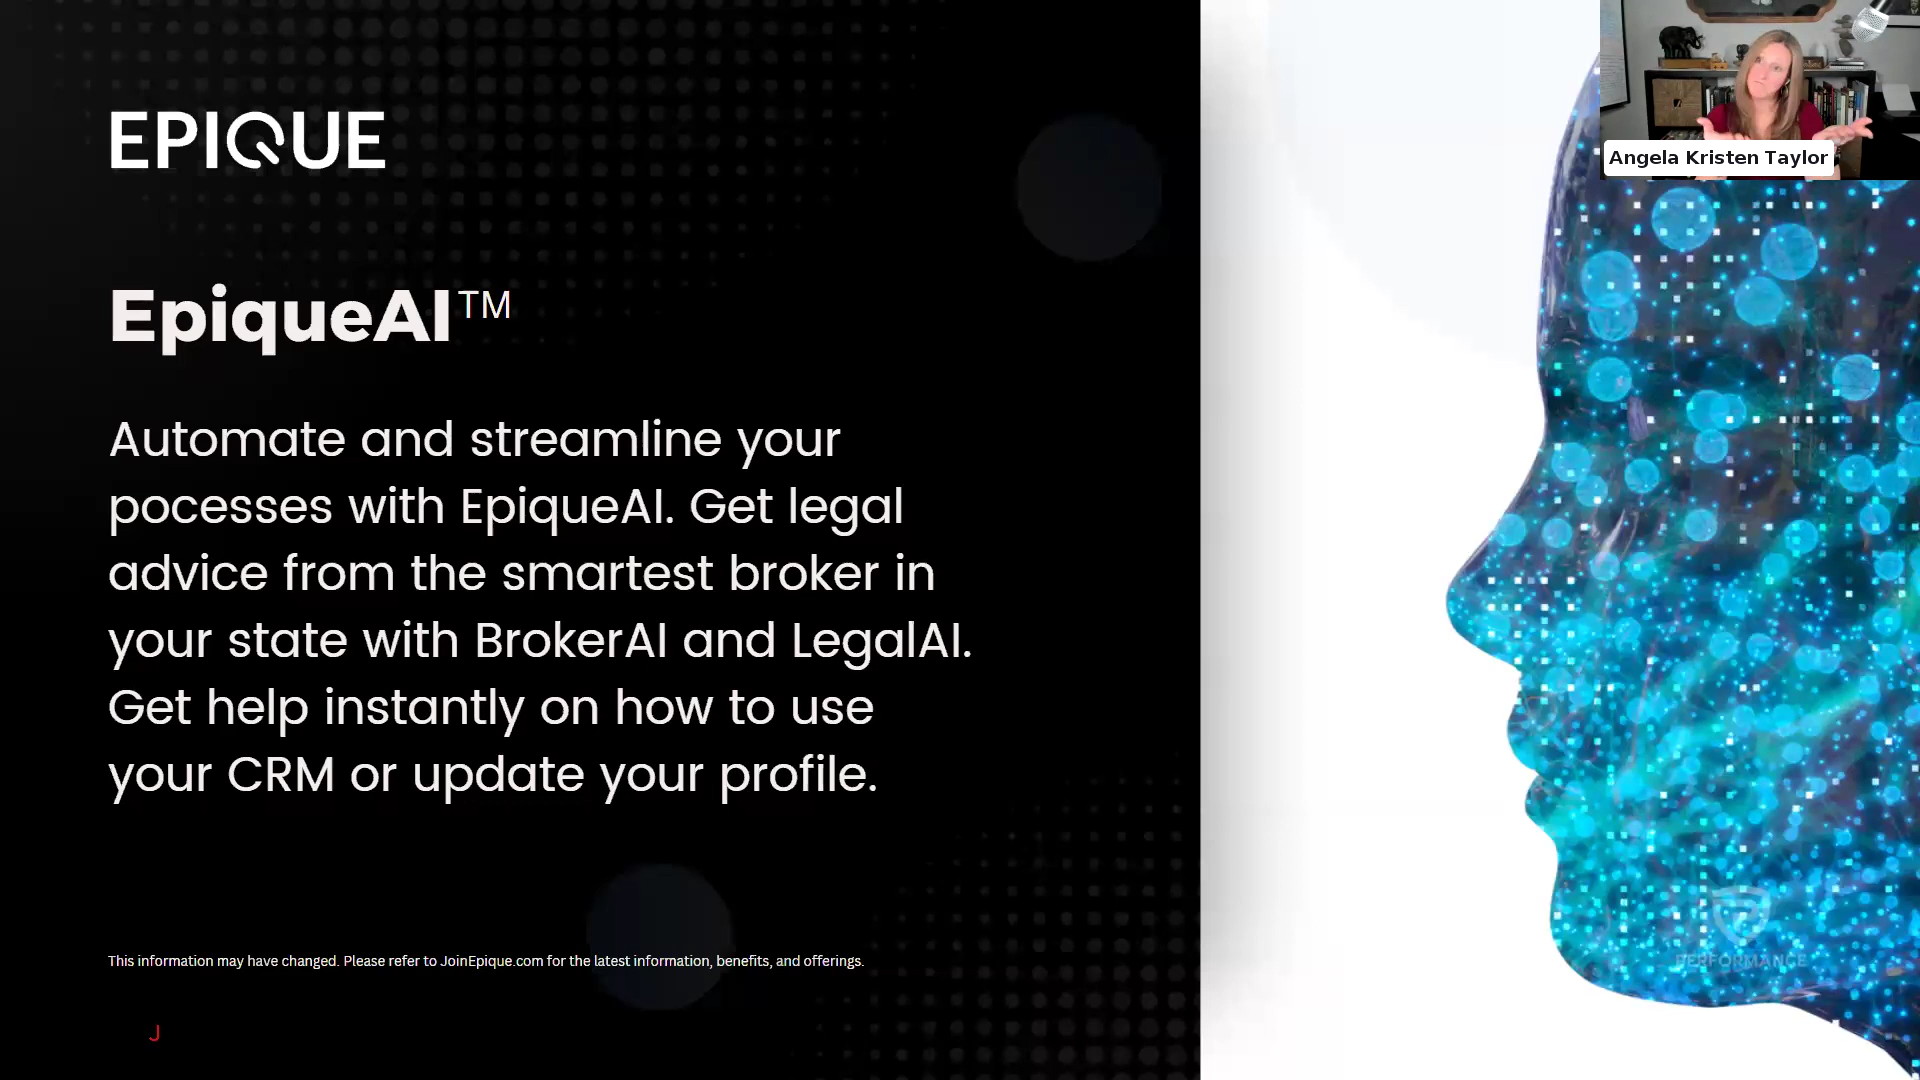 EPIQUE
Angela Kristen Taylor
EpiqueAI™
Automate and streamline your
pocesses with EpiqueAI. Get legal
advice from the smartest broker in
your state with BrokerAI and LegalAI.
Get help instantly on how to use
your CRM or update your profile.
PERFORMANCE
This information may have changed. Please refer to JoinEpique.com for the latest information, benefits, and offerings.
J